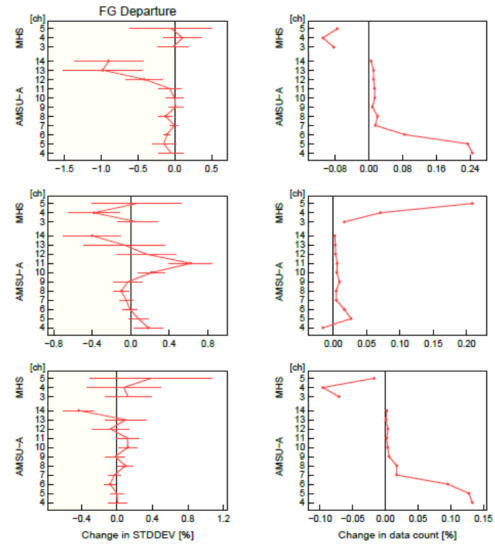 FG Departure
[ch] [ch]
MHS 5 4 3 MHS 5 4 3
AMSU-A 14 13 12 11 10 9 8 7 6 5 4 AMSU-A 14 13 12 11 10 9 8 7 6 5 4
−1.5 −1.0 −0.5 0.0 0.5 −0.08 0.00 0.08 0.16 0.24
[ch] [ch]
MHS 5 4 3 MHS 5 4 3
AMSU-A 14 13 12 11 10 9 8 7 6 5 4 AMSU-A 14 13 12 11 10 9 8 7 6 5 4
−0.8 −0.4 0.0 0.4 0.8 0.00 0.05 0.10 0.15 0.20
[ch] [ch]
MHS 5 4 3 MHS 5 4 3
AMSU-A 14 13 12 11 10 9 8 7 6 5 4 AMSU-A 14 13 12 11 10 9 8 7 6 5 4
−0.4 0.0 0.4 0.8 1.2 −0.10 −0.05 0.00 0.05 0.10 0.15
Change in STDDEV [%] Change in data count [%]